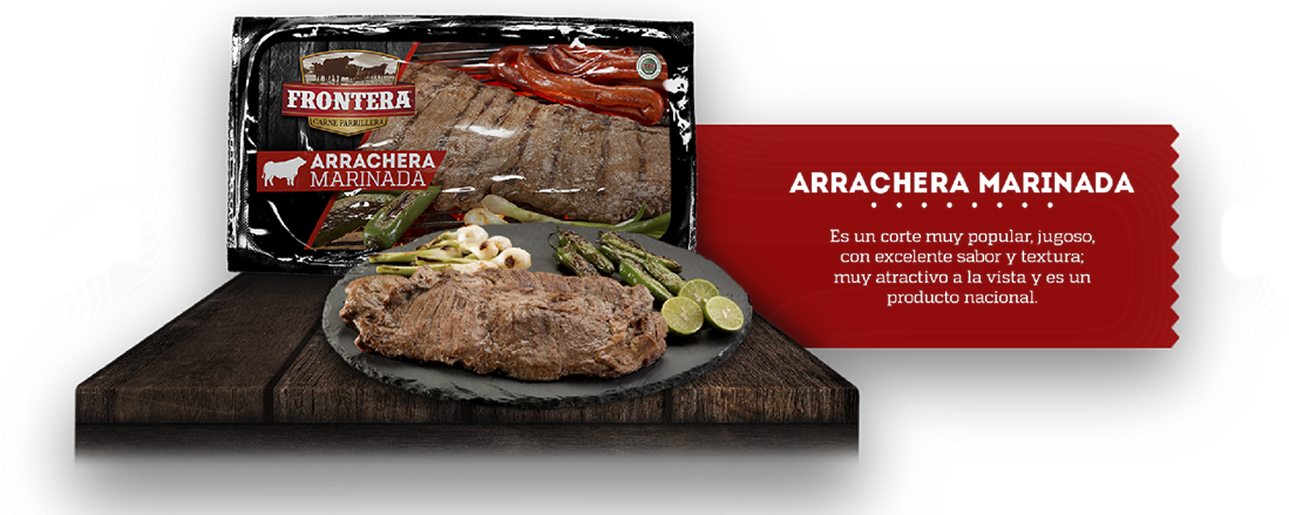 FRONTERA
CARNE PARRILLERA
ARRACHERA
MARINADA
ARRACHERA MARINADA
Es un corte muy popular, jugoso,
con excelente sabor y textura;
muy atractivo a la vista y es un
producto nacional.